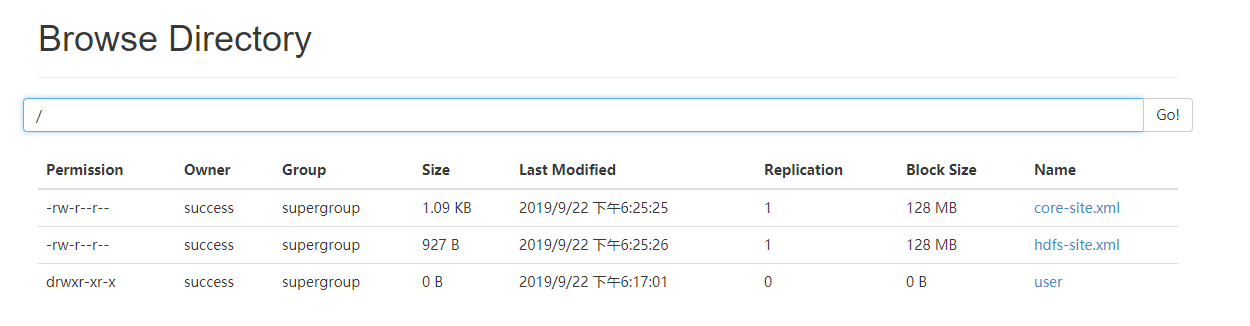 Browse Directory
/ Go!
Permission Owner Group Size Last Modified Replication Block Size Name
-rw-r--r-- success supergroup 1.09 KB 2019/9/22 下午6:25:25 1 128 MB core-site.xml
-rw-r--r-- success supergroup 927 B 2019/9/22 下午6:25:26 1 128 MB hdfs-site.xml
drwxr-xr-x success supergroup 0 B 2019/9/22 下午6:17:01 0 0 B user